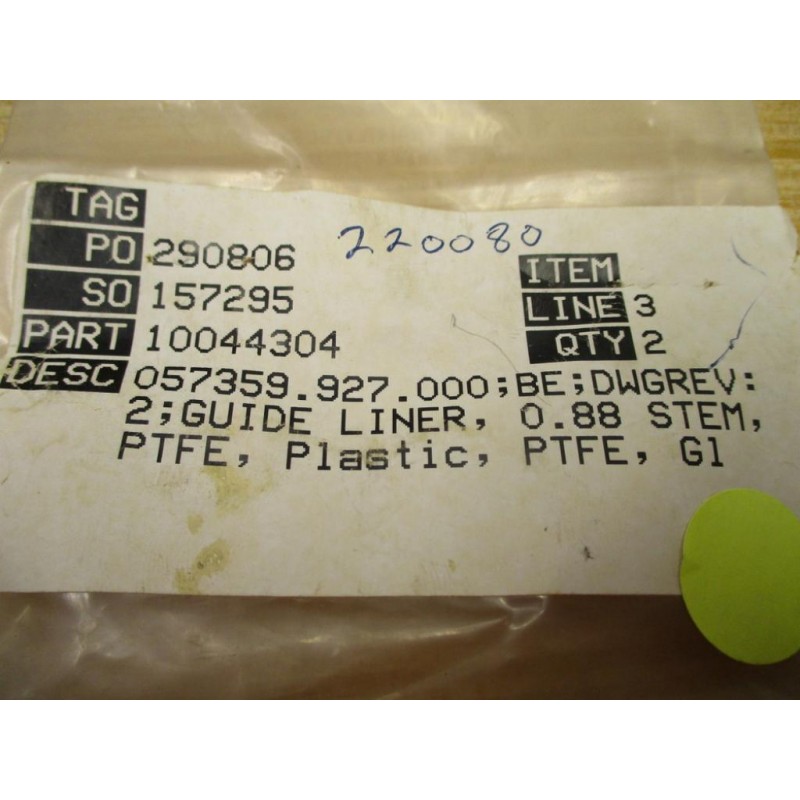 TAG
PO 290806 220080 ITEM
SO 157295 LINE 3
PART 10044304 QTY 2
DESC 057359.927.000;BE;DWGREV:
2;GUIDE LINER, 0.88 STEM,
PTFE, Plastic, PTFE, Gl